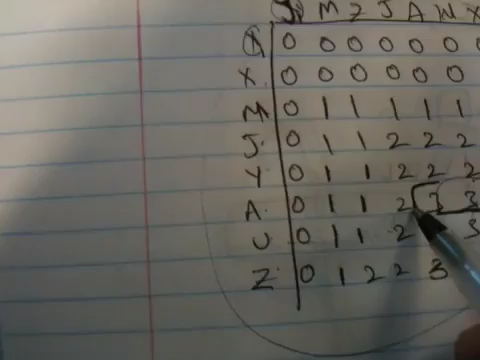 M Z J A W X
0 0 0 0 0 0 0
X 0 0 0 0 0 0
M 0 1 1 1 1 1
J 0 1 1 2 2 2
Y 0 1 1 2 2 2
A 0 1 1 2 3 3
U 0 1 1 2 3
Z 0 1 2 2 3